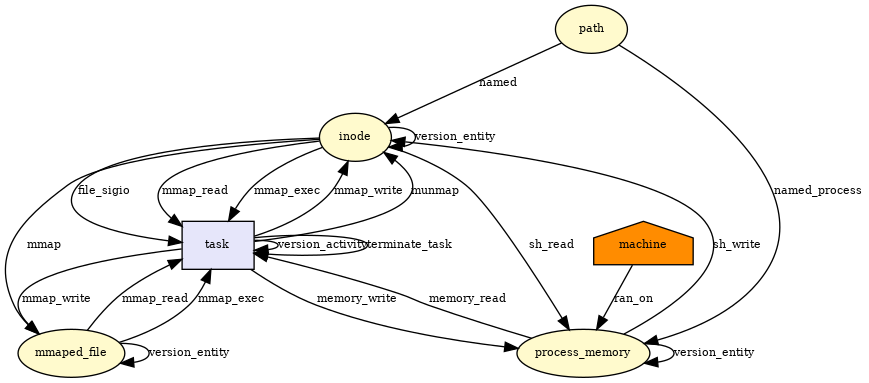 path
named
inode
version_entity
file_sigio
mmap_read
mmap_exec
mmap_write
munmap
named_process
mmap
task
version_activity
terminate_task
sh_read
machine
sh_write
mmap_write
mmap_read
mmap_exec
memory_write
memory_read
ran_on
mmaped_file
version_entity
process_memory
version_entity